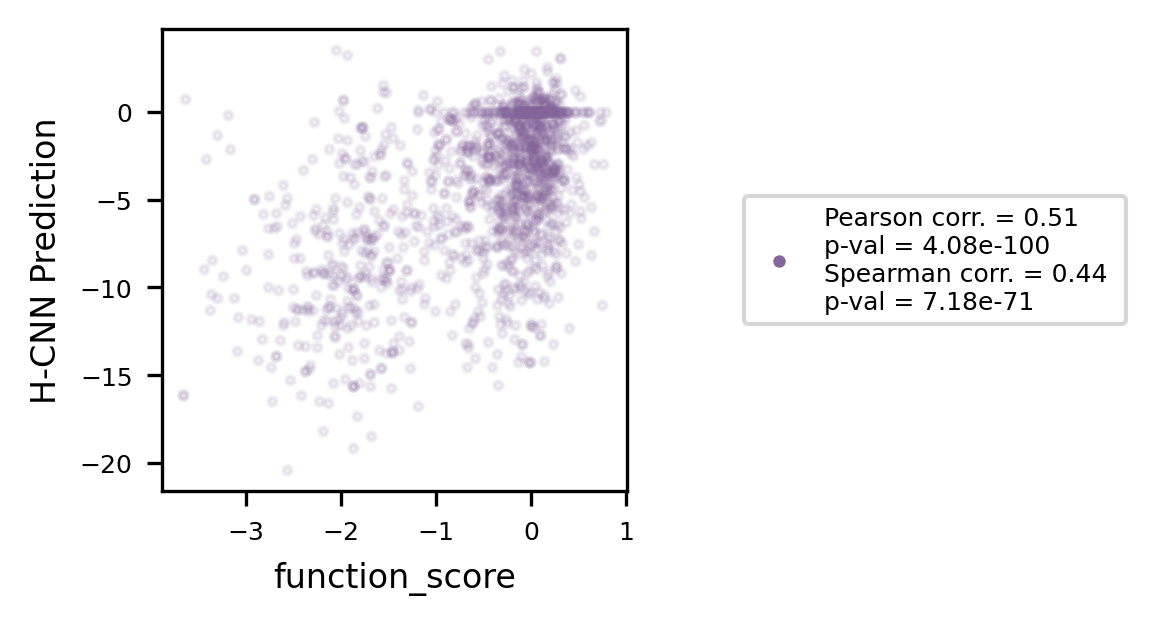 H-CNN Prediction
0
−5
−10
−15
−20
−3
−2
−1
0
1
function_score
Pearson corr. = 0.51
p-val = 4.08e-100
Spearman corr. = 0.44
p-val = 7.18e-71